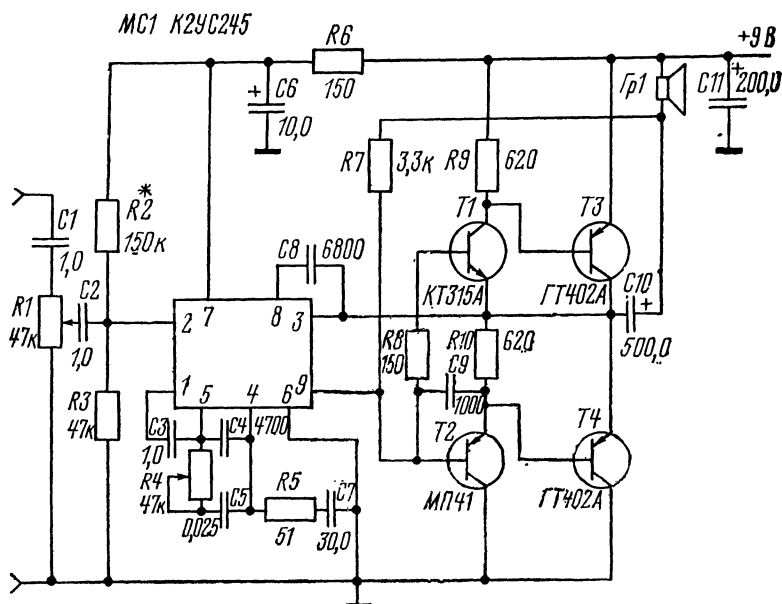 МС1 К2УС245
R6
150
+9 В
+
C6
10,0
Гр1
C11
+
200,0
R7
3,3к
R9
620
R2*
150к
C1
1,0
T1
T3
C8
6800
КТ315А
ГТ402А
C10
+
500,0
R1
47к
C2
1,0
2
7
8
3
R8
150
R10
620
1
5
4
6
9
C9
1000
R3
47к
C3
1,0
C4
4700
T2
T4
R4
47к
C5
0,025
R5
51
C7
30,0
МП41
ГТ402А